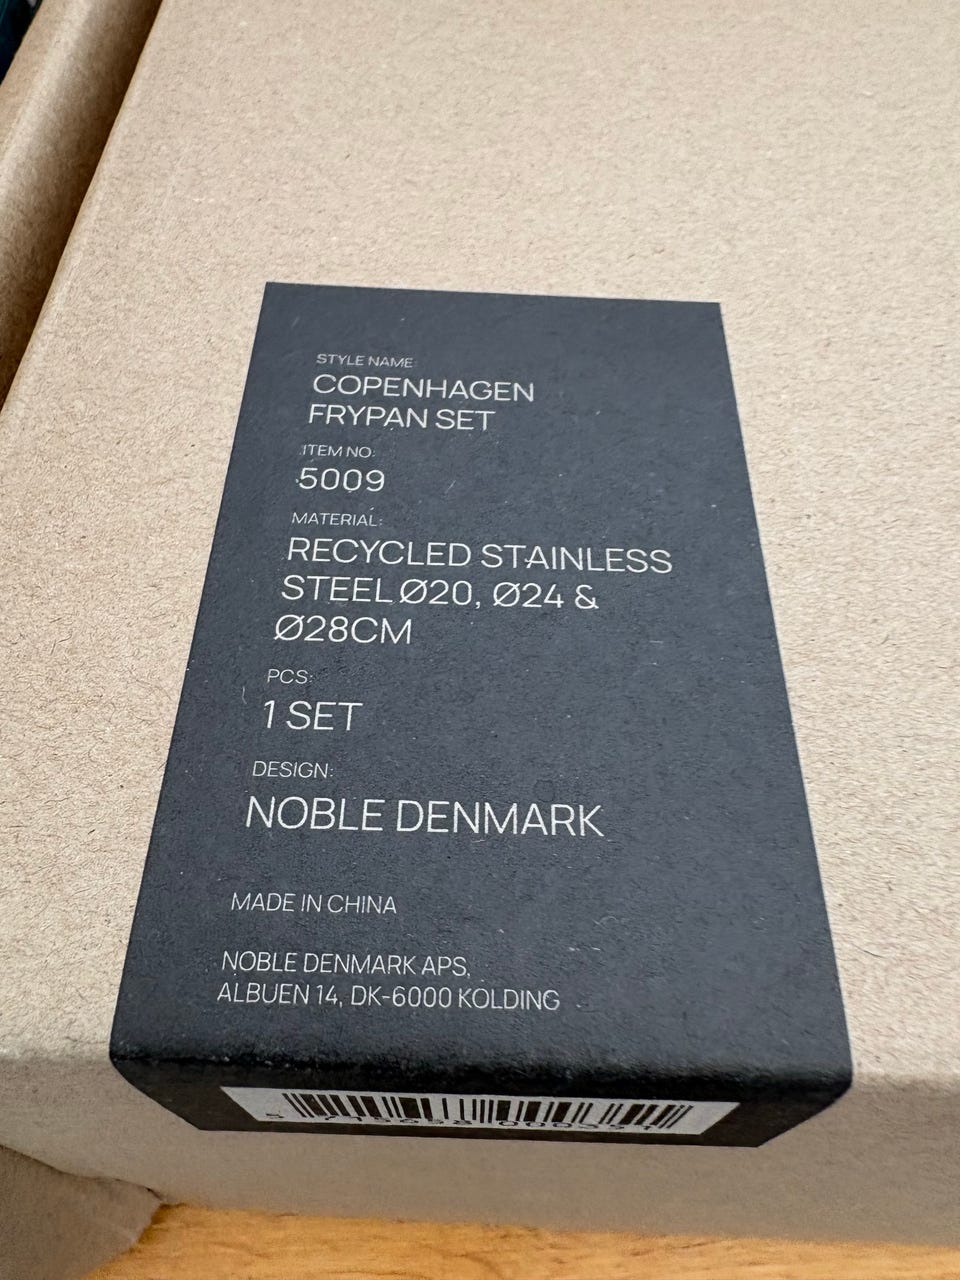 STYLE NAME:
COPENHAGEN
FRYPAN SET
ITEM NO:
5009
MATERIAL:
RECYCLED STAINLESS
STEEL Ø20, Ø24 &
Ø28CM
PCS:
1 SET
DESIGN:
NOBLE DENMARK
MADE IN CHINA
NOBLE DENMARK APS,
ALBUEN 14, DK-6000 KOLDING